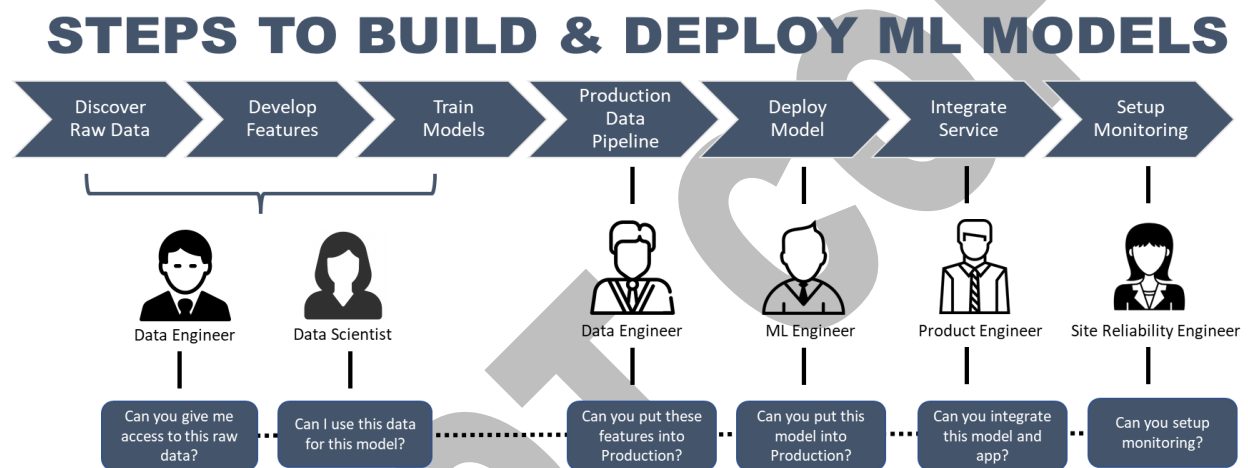 STEPS TO BUILD & DEPLOY ML MODELS
Discover
Raw Data
Develop
Features
Train
Models
Production
Data
Pipeline
Deploy
Model
Integrate
Service
Setup
Monitoring
Data Engineer
Data Scientist
Data Engineer
ML Engineer
Product Engineer
Site Reliability Engineer
Can you give me
access to this raw
data?
Can I use this data
for this model?
Can you put these
features into
Production?
Can you put this
model into
Production?
Can you integrate
this model and
app?
Can you setup
monitoring?